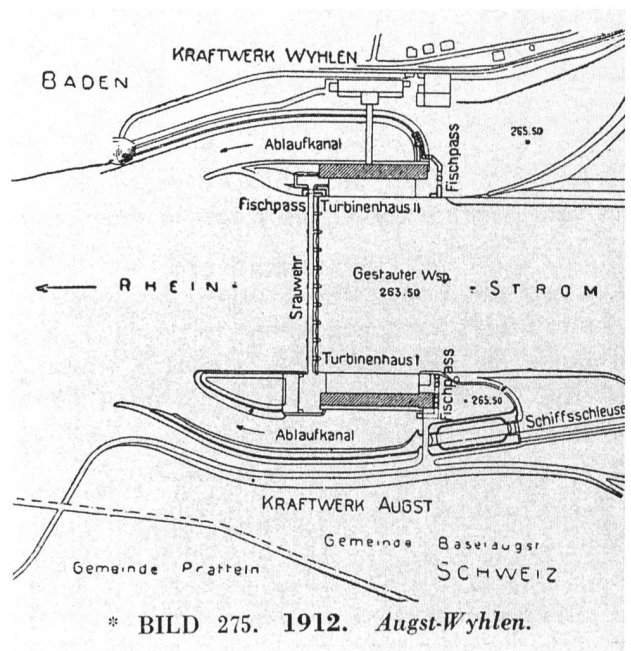 KRAFTWERK WYHLEN
BADEN
265.50
Ablaufkanal
Fischpass
Fischpass
Turbinenhaus II
Stauwehr
Gestauter Wsp.
263.50
RHEIN - STROM
Turbinenhaus I
Fischpass
265.50
Schiffsschleuse
Ablaufkanal
KRAFTWERK AUGST
Gemeinde Baselaugst
Gemeinde Pratteln
SCHWEIZ
* BILD 275. 1912. Augst-Wyhlen.